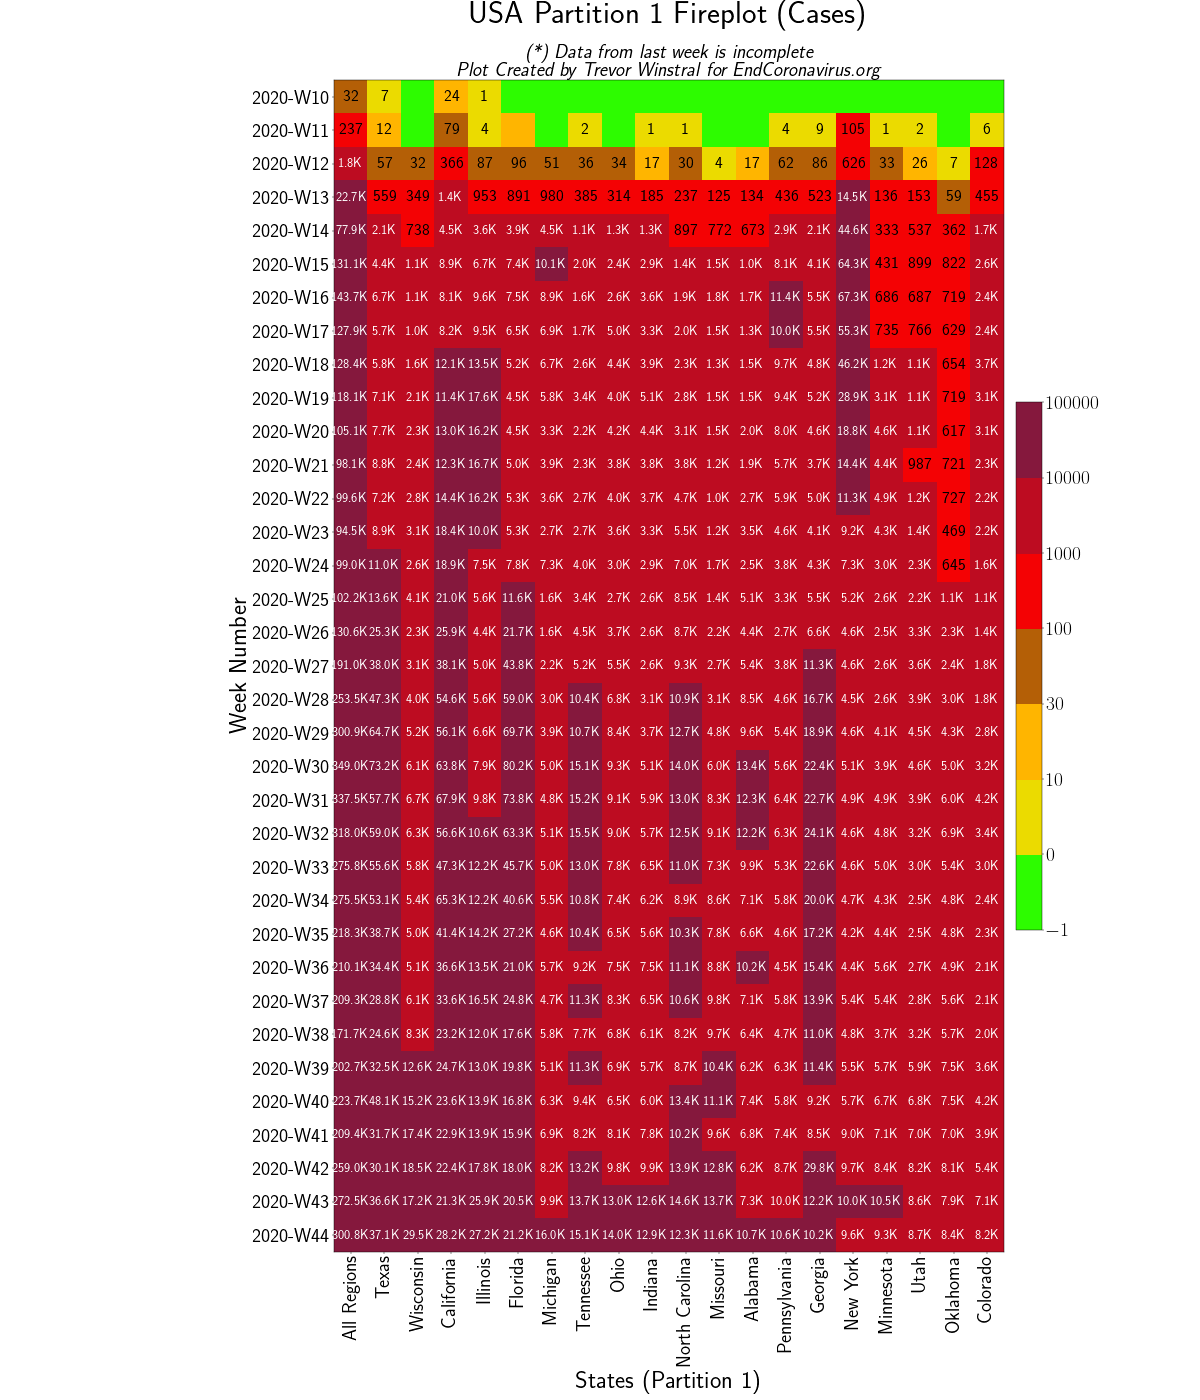 USA Partition 1 Fireplot (Cases)
(*) Data from last week is incomplete
Plot Created by Trevor Winstral for EndCoronavirus.org
2020-W10 32 7 24 1
2020-W11 237 12 79 4 2 1 1 4 9 105 1 2 6
2020-W12 1.8K 57 32 366 87 96 51 36 34 17 30 4 17 62 86 626 33 26 7 128
2020-W13 22.7K 559 349 1.4K 953 891 980 385 314 185 237 125 134 436 523 14.5K 136 153 59 455
2020-W14 77.9K 2.1K 738 4.5K 3.6K 3.9K 4.5K 1.1K 1.3K 1.3K 897 772 673 2.9K 2.1K 44.6K 333 537 362 1.7K
2020-W15 131.1K 4.4K 1.1K 8.9K 6.7K 7.4K 10.1K 2.0K 2.4K 2.9K 1.4K 1.5K 1.0K 8.1K 4.1K 64.3K 431 899 822 2.6K
2020-W16 143.7K 6.7K 1.1K 8.1K 9.6K 7.5K 8.9K 1.6K 2.6K 3.6K 1.9K 1.8K 1.7K 11.4K 5.5K 67.3K 686 687 719 2.4K
2020-W17 127.9K 5.7K 1.0K 8.2K 9.5K 6.5K 6.9K 1.7K 5.0K 3.3K 2.0K 1.5K 1.3K 10.0K 5.5K 55.3K 735 766 629 2.4K
2020-W18 128.4K 5.8K 1.6K 12.1K 13.5K 5.2K 6.7K 2.6K 4.4K 3.9K 2.3K 1.3K 1.5K 9.7K 4.8K 46.2K 1.2K 1.1K 654 3.7K
2020-W19 118.1K 7.1K 2.1K 11.4K 17.6K 4.5K 5.8K 3.4K 4.0K 5.1K 2.8K 1.5K 1.5K 9.4K 5.2K 28.9K 3.1K 1.1K 719 3.1K
2020-W20 105.1K 7.7K 2.3K 13.0K 16.2K 4.5K 3.3K 2.2K 4.2K 4.4K 3.1K 1.5K 2.0K 8.0K 4.6K 18.8K 4.6K 1.1K 617 3.1K
2020-W21 98.1K 8.8K 2.4K 12.3K 16.7K 5.0K 3.9K 2.3K 3.8K 3.8K 3.8K 1.2K 1.9K 5.7K 3.7K 14.4K 4.4K 987 721 2.3K
2020-W22 99.6K 7.2K 2.8K 14.4K 16.2K 5.3K 3.6K 2.7K 4.0K 3.7K 4.7K 1.0K 2.7K 5.9K 5.0K 11.3K 4.9K 1.2K 727 2.2K
2020-W23 94.5K 8.9K 3.1K 18.4K 10.0K 5.3K 2.7K 2.7K 3.6K 3.3K 5.5K 1.2K 3.5K 4.6K 4.1K 9.2K 4.3K 1.4K 469 2.2K
2020-W24 99.0K 11.0K 2.6K 18.9K 7.5K 7.8K 7.3K 4.0K 3.0K 2.9K 7.0K 1.7K 2.5K 3.8K 4.3K 7.3K 3.0K 2.3K 645 1.6K
2020-W25 102.2K 13.6K 4.1K 21.0K 5.6K 11.6K 1.6K 3.4K 2.7K 2.6K 8.5K 1.4K 5.1K 3.3K 5.5K 5.2K 2.6K 2.2K 1.1K 1.1K
2020-W26 130.6K 25.3K 2.3K 25.9K 4.4K 21.7K 1.6K 4.5K 3.7K 2.6K 8.7K 2.2K 4.4K 2.7K 6.6K 4.6K 2.5K 3.3K 2.3K 1.4K
2020-W27 191.0K 38.0K 3.1K 38.1K 5.0K 43.8K 2.2K 5.2K 5.5K 2.6K 9.3K 2.7K 5.4K 3.8K 11.3K 4.6K 2.6K 3.6K 2.4K 1.8K
2020-W28 253.5K 47.3K 4.0K 54.6K 5.6K 59.0K 3.0K 10.4K 6.8K 3.1K 10.9K 3.1K 8.5K 4.6K 16.7K 4.5K 2.6K 3.9K 3.0K 1.8K
2020-W29 300.9K 64.7K 5.2K 56.1K 6.6K 69.7K 3.9K 10.7K 8.4K 3.7K 12.7K 4.8K 9.6K 5.4K 18.9K 4.6K 4.1K 4.5K 4.3K 2.8K
2020-W30 349.0K 73.2K 6.1K 63.8K 7.9K 80.2K 5.0K 15.1K 9.3K 5.1K 14.0K 6.0K 13.4K 5.6K 22.4K 5.1K 3.9K 4.6K 5.0K 3.2K
2020-W31 337.5K 57.7K 6.7K 67.9K 9.8K 73.8K 4.8K 15.2K 9.1K 5.9K 13.0K 8.3K 12.3K 6.4K 22.7K 4.9K 4.9K 3.9K 6.0K 4.2K
2020-W32 318.0K 59.0K 6.3K 56.6K 10.6K 63.3K 5.1K 15.5K 9.0K 5.7K 12.5K 9.1K 12.2K 6.3K 24.1K 4.6K 4.8K 3.2K 6.9K 3.4K
2020-W33 275.8K 55.6K 5.8K 47.3K 12.2K 45.7K 5.0K 13.0K 7.8K 6.5K 11.0K 7.3K 9.9K 5.3K 22.6K 4.6K 5.0K 3.0K 5.4K 3.0K
2020-W34 275.5K 53.1K 5.4K 65.3K 12.2K 40.6K 5.5K 10.8K 7.4K 6.2K 8.9K 8.6K 7.1K 5.8K 20.0K 4.7K 4.3K 2.5K 4.8K 2.4K
2020-W35 218.3K 38.7K 5.0K 41.4K 14.2K 27.2K 4.6K 10.4K 6.5K 5.6K 10.3K 7.8K 6.6K 4.6K 17.2K 4.2K 4.4K 2.5K 4.8K 2.3K
2020-W36 210.1K 34.4K 5.1K 36.6K 13.5K 21.0K 5.7K 9.2K 7.5K 7.5K 11.1K 8.8K 10.2K 4.5K 15.4K 4.4K 5.6K 2.7K 4.9K 2.1K
2020-W37 209.3K 28.8K 6.1K 33.6K 16.5K 24.8K 4.7K 11.3K 8.3K 6.5K 10.6K 9.8K 7.1K 5.8K 13.9K 5.4K 5.4K 2.8K 5.6K 2.1K
2020-W38 171.7K 24.6K 8.3K 23.2K 12.0K 17.6K 5.8K 7.7K 6.8K 6.1K 8.2K 9.7K 6.4K 4.7K 11.0K 4.8K 3.7K 3.2K 5.7K 2.0K
2020-W39 202.7K 32.5K 12.6K 24.7K 13.0K 19.8K 5.1K 11.3K 6.9K 5.7K 8.7K 10.4K 6.2K 6.3K 11.4K 5.5K 5.7K 5.9K 7.5K 3.6K
2020-W40 223.7K 48.1K 15.2K 23.6K 13.9K 16.8K 6.3K 9.4K 6.5K 6.0K 13.4K 11.1K 7.4K 5.8K 9.2K 5.7K 6.7K 6.8K 7.5K 4.2K
2020-W41 209.4K 31.7K 17.4K 22.9K 13.9K 15.9K 6.9K 8.2K 8.1K 7.8K 10.2K 9.6K 6.8K 7.4K 8.5K 9.0K 7.1K 7.0K 7.0K 3.9K
2020-W42 259.0K 30.1K 18.5K 22.4K 17.8K 18.0K 8.2K 13.2K 9.8K 9.9K 13.9K 12.8K 6.2K 8.7K 29.8K 9.7K 8.4K 8.2K 8.1K 5.4K
2020-W43 272.5K 36.6K 17.2K 21.3K 25.9K 20.5K 9.9K 13.7K 13.0K 12.6K 14.6K 13.7K 7.3K 10.0K 12.2K 10.0K 10.5K 8.6K 7.9K 7.1K
2020-W44 300.8K 37.1K 29.5K 28.2K 27.2K 21.2K 16.0K 15.1K 14.0K 12.9K 12.3K 11.6K 10.7K 10.6K 10.2K 9.6K 9.3K 8.7K 8.4K 8.2K
Week Number
All Regions
Texas
Wisconsin
California
Illinois
Florida
Michigan
Tennessee
Ohio
Indiana
North Carolina
Missouri
Alabama
Pennsylvania
Georgia
New York
Minnesota
Utah
Oklahoma
Colorado
States (Partition 1)
100000
10000
1000
100
30
10
0
−1